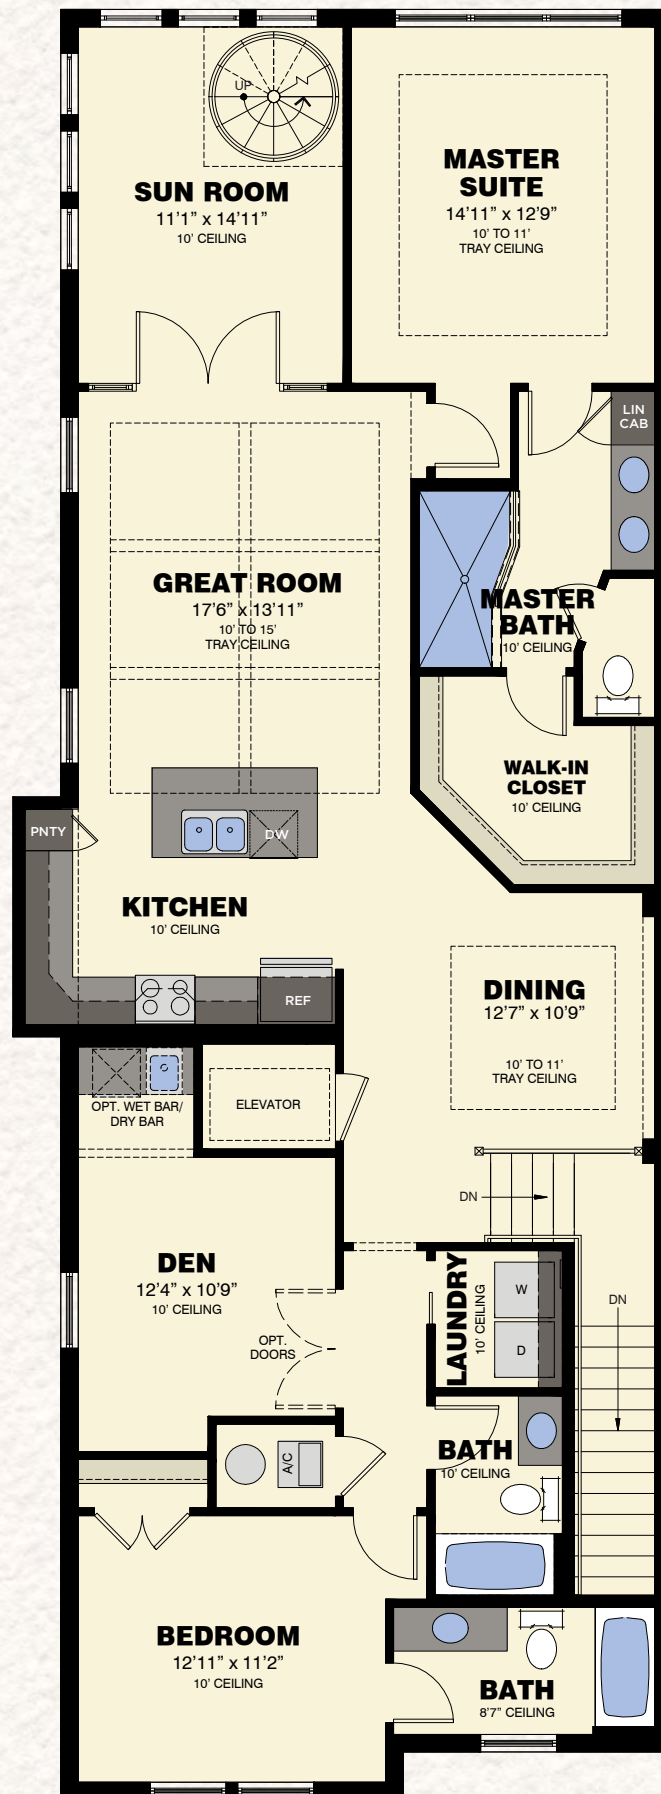 UP
SUN ROOM
11'1" x 14'11"
10' CEILING
MASTER
SUITE
14'11" x 12'9"
10' TO 11'
TRAY CEILING
LIN
CAB
GREAT ROOM
17'6" x 13'11"
10' TO 15'
TRAY CEILING
MASTER
BATH
10' CEILING
WALK-IN
CLOSET
10' CEILING
PNTY
DW
KITCHEN
10' CEILING
REF
DINING
12'7" x 10'9"
10' TO 11'
TRAY CEILING
OPT. WET BAR/
DRY BAR
ELEVATOR
DN
DEN
12'4" x 10'9"
10' CEILING
OPT.
DOORS
LAUNDRY
10' CEILING
W
D
DN
A/C
BATH
10' CEILING
BEDROOM
12'11" x 11'2"
10' CEILING
BATH
8'7" CEILING